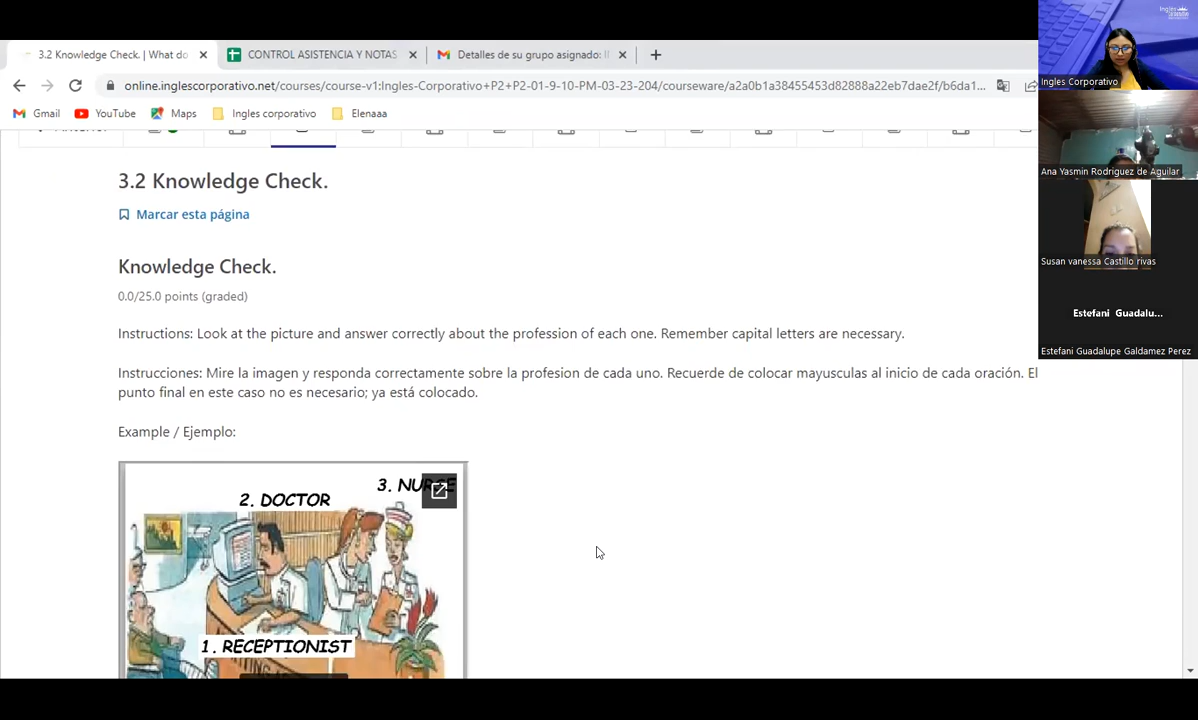 3.2 Knowledge Check. | What do
CONTROL ASISTENCIA Y NOTAS
Detalles de su grupo asignado: I
online.inglescorporativo.net/courses/course-v1:Ingles-Corporativo+P2+P2-01-9-10-PM-03-23-204/courseware/a2a0b1a38455453d82888a22eb7dae2f/b6da1...
Gmail
YouTube
Maps
Ingles corporativo
Elenaaa
3.2 Knowledge Check.
Marcar esta página
Knowledge Check.
0.0/25.0 points (graded)
Instructions: Look at the picture and answer correctly about the profession of each one. Remember capital letters are necessary.
Instrucciones: Mire la imagen y responda correctamente sobre la profesion de cada uno. Recuerde de colocar mayusculas al inicio de cada oración. El
punto final en este caso no es necesario; ya está colocado.
Example / Ejemplo:
3. NURSE
2. DOCTOR
1. RECEPTIONIST
Ingles Corporativo
Ana Yasmin Rodriguez de Aguilar
Susan vanessa Castillo rivas
Estefani Guadalu...
Estefani Guadalupe Galdamez Perez